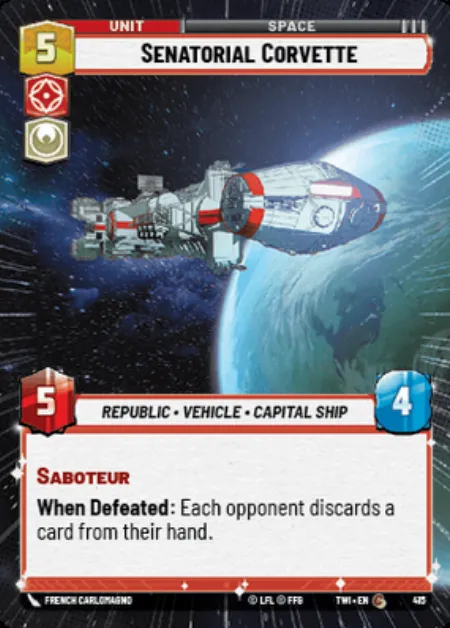 UNIT SPACE
5 SENATORIAL CORVETTE
5 REPUBLIC • VEHICLE • CAPITAL SHIP 4
SABOTEUR
When Defeated: Each opponent discards a
card from their hand.
FRENCH CARLOMAGNO © LFL © FFG TWI • EN C 415